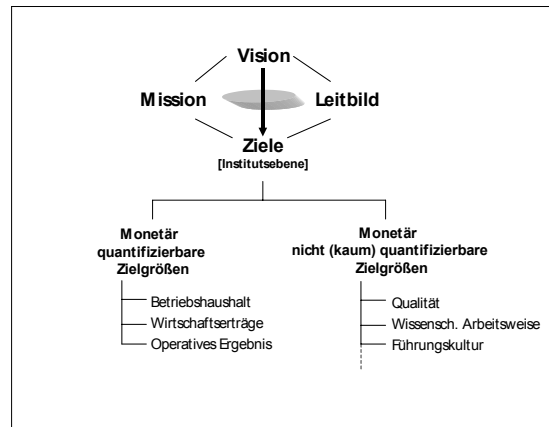 Vision
Mission
Leitbild
Ziele
[Institutsebene]
Monetär
quantifizierbare
Zielgrößen
Betriebshaushalt
Wirtschaftserträge
Operatives Ergebnis
Monetär
nicht (kaum) quantifizierbare
Zielgrößen
Qualität
Wissensch. Arbeitsweise
Führungskultur